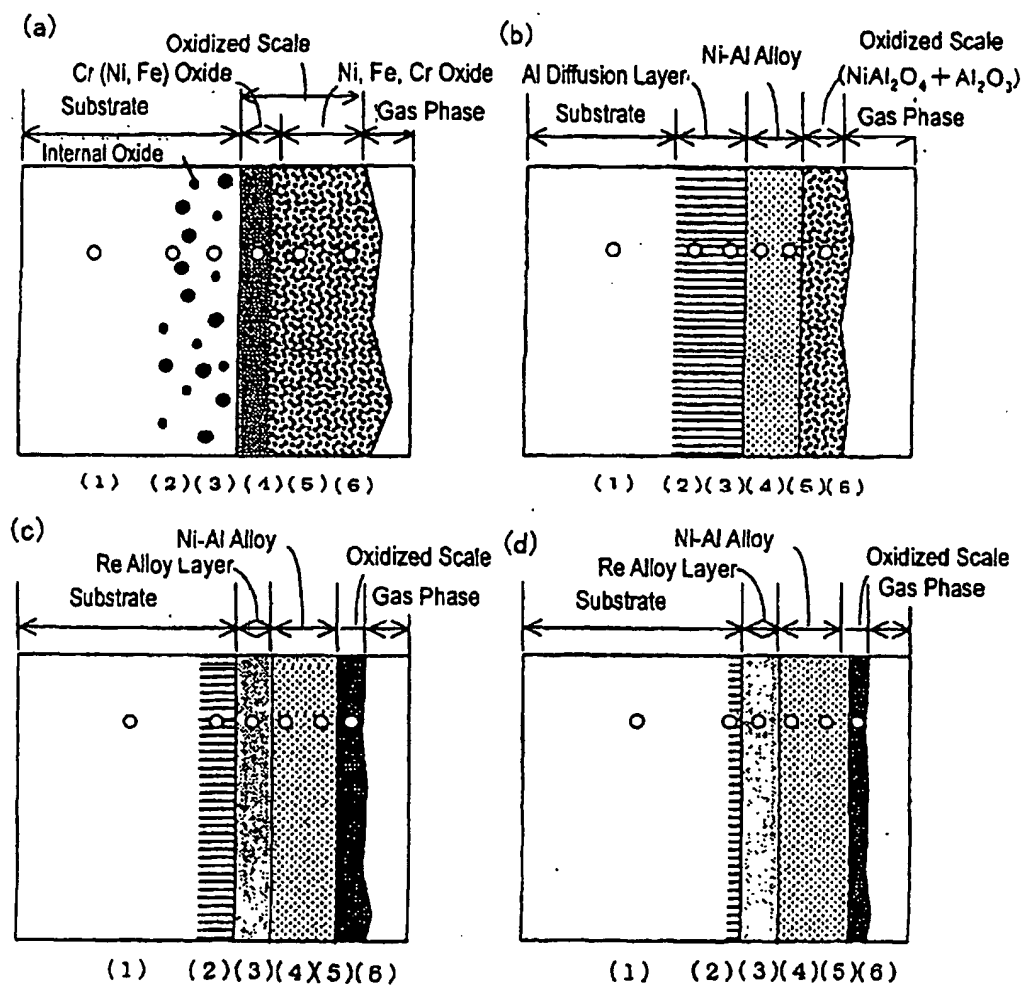 (a)
Oxidized Scale
Cr (Ni, Fe) Oxide
Ni, Fe, Cr Oxide
Substrate
Gas Phase
Internal Oxide
(1) (2)(3)(4)(5)(6)
(b)
Oxidized Scale
Ni-Al Alloy
Al Diffusion Layer
(NiAl₂O₄ + Al₂O₃)
Substrate
Gas Phase
(1) (2)(3)(4)(5)(6)
(c)
Ni-Al Alloy
Re Alloy Layer
Oxidized Scale
Substrate
Gas Phase
(1) (2)(3)(4)(5)(6)
(d)
Ni-Al Alloy
Re Alloy Layer
Oxidized Scale
Substrate
Gas Phase
(1) (2)(3)(4)(5)(6)